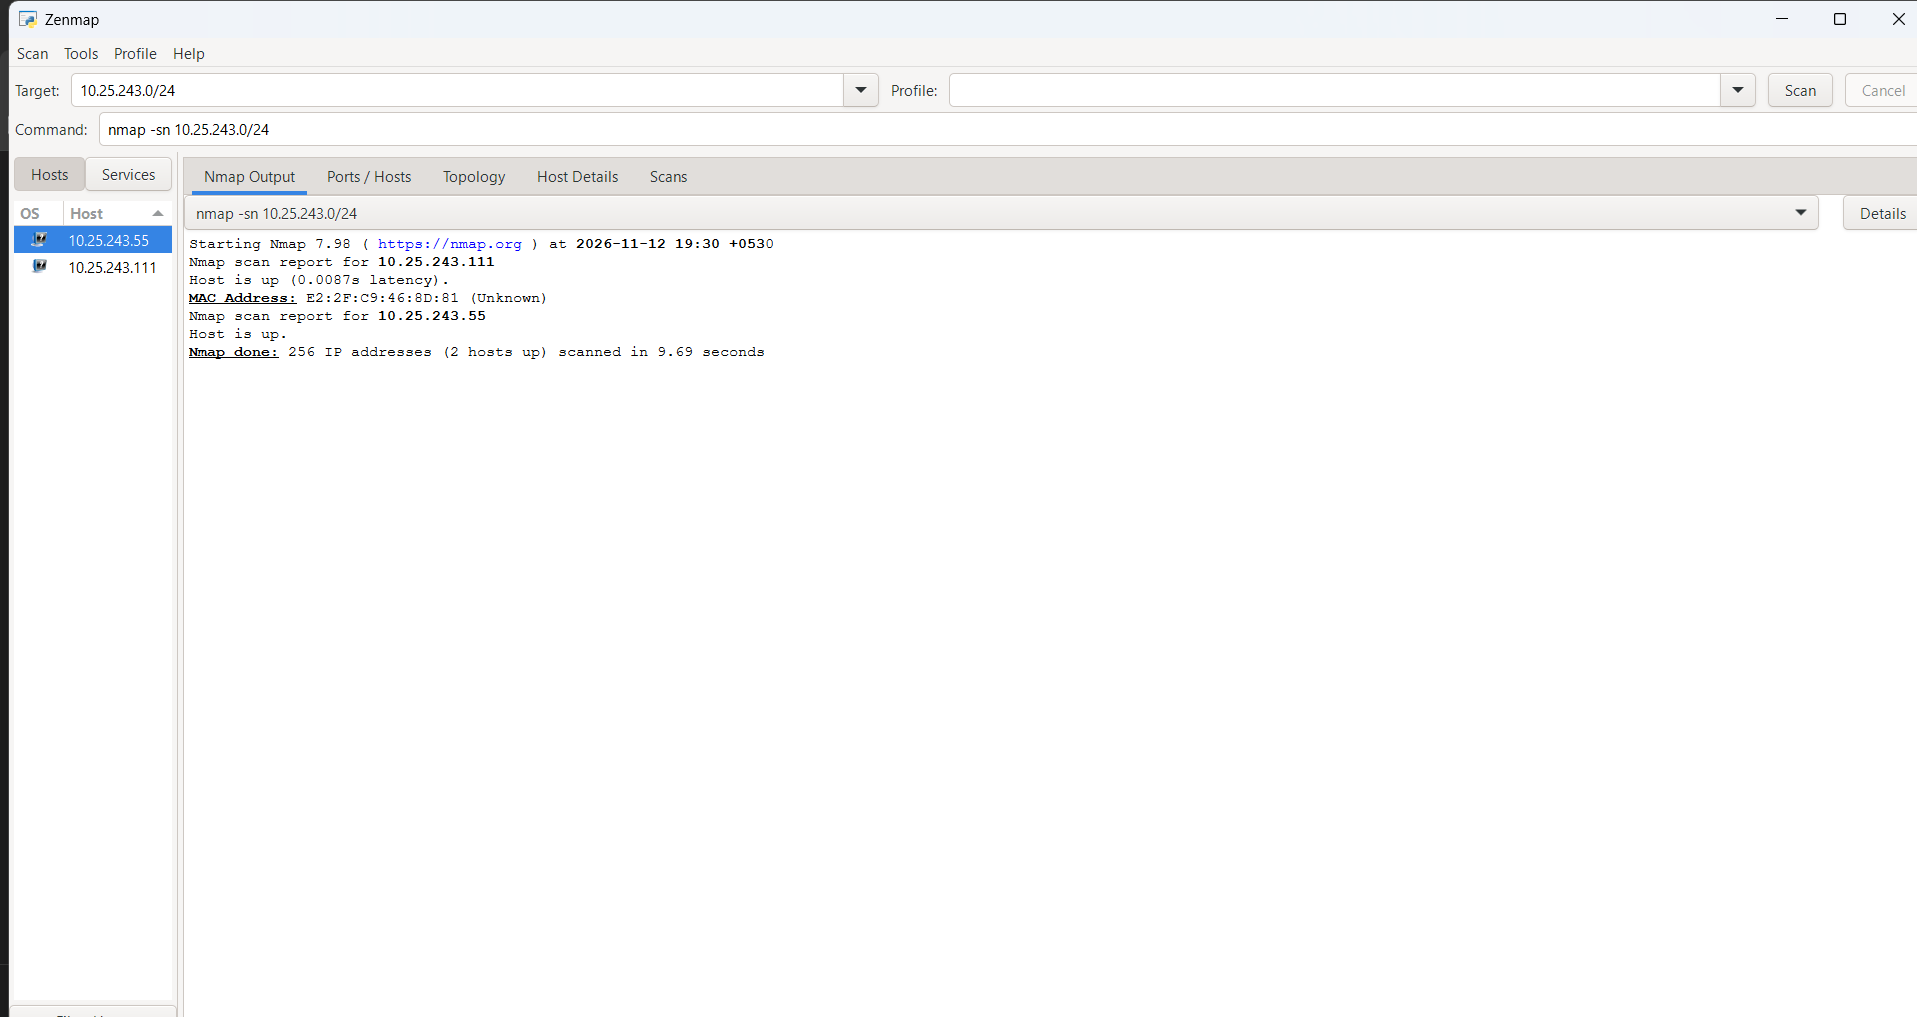 Zenmap
Scan Tools Profile Help
Target: 10.25.243.0/24 Profile: Scan Cancel
Command: nmap -sn 10.25.243.0/24
Hosts Services
Nmap Output Ports / Hosts Topology Host Details Scans
OS Host
nmap -sn 10.25.243.0/24 Details
10.25.243.55
10.25.243.111
Starting Nmap 7.98 ( https://nmap.org ) at 2026-11-12 19:30 +0530
Nmap scan report for 10.25.243.111
Host is up (0.0087s latency).
MAC Address: E2:2F:C9:46:8D:81 (Unknown)
Nmap scan report for 10.25.243.55
Host is up.
Nmap done: 256 IP addresses (2 hosts up) scanned in 9.69 seconds